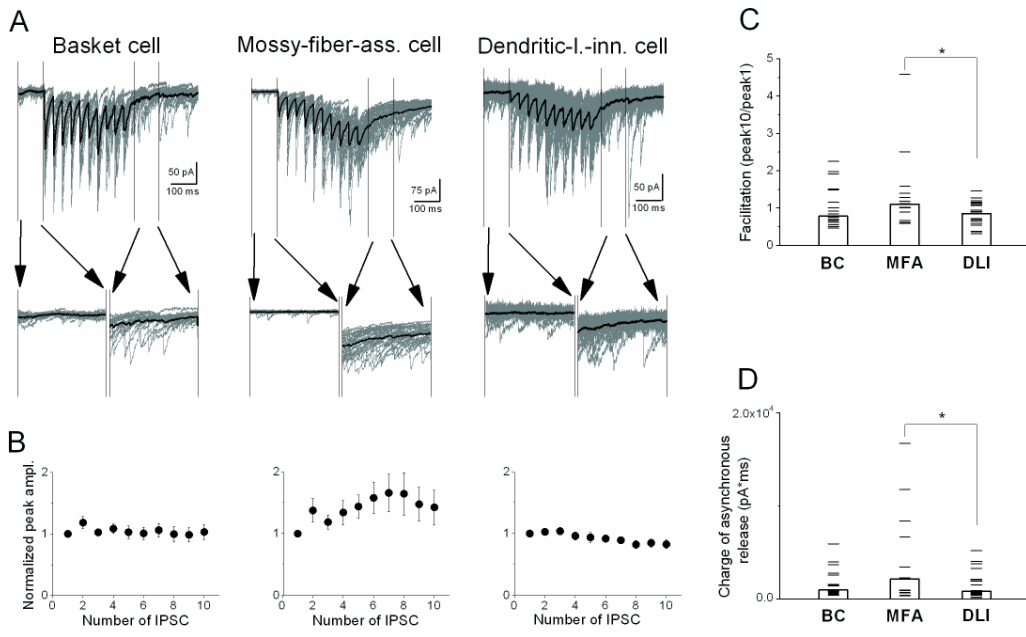 A
Basket cell
Mossy-fiber-ass. cell
Dendritic-l.-inn. cell
50 pA
100 ms
75 pA
100 ms
50 pA
100 ms
B
Normalized peak ampl.
2
1
0
0 2 4 6 8 10
Number of IPSC
2
1
0
0 2 4 6 8 10
Number of IPSC
2
1
0
0 2 4 6 8 10
Number of IPSC
C
Facilitation (peak10/peak1)
5
4
3
2
1
0
*
BC MFA DLI
D
Charge of asynchronous
release (pA*ms)
2.0x10⁴
0.0
*
BC MFA DLI